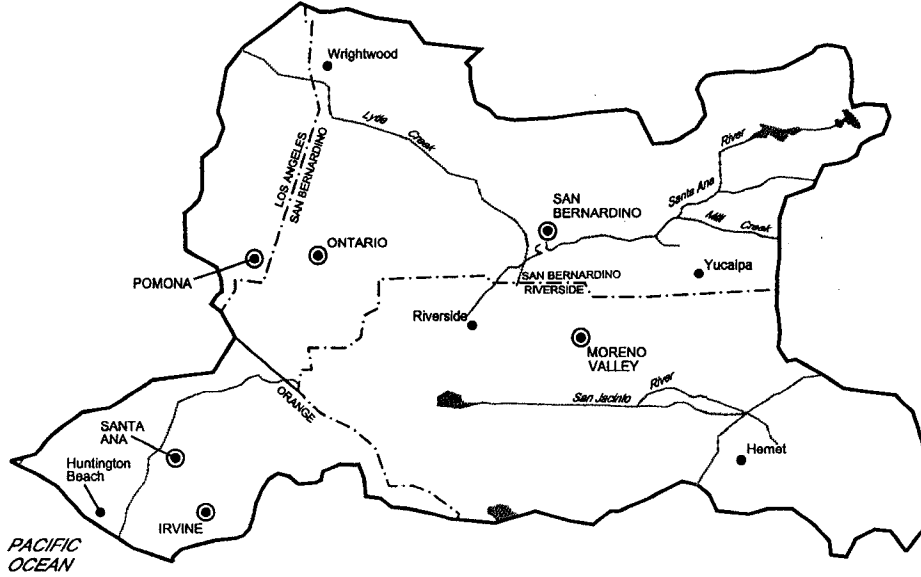 Wrightwood
Lytle
Creek
River
LOS ANGELES
SAN BERNARDINO
Santa Ana
SAN
BERNARDINO
Mill
Creek
ONTARIO
POMONA
Yucaipa
SAN BERNARDINO
RIVERSIDE
Riverside
MORENO
VALLEY
River
San Jacinto
ORANGE
SANTA
ANA
Hemet
Huntington
Beach
IRVINE
PACIFIC
OCEAN